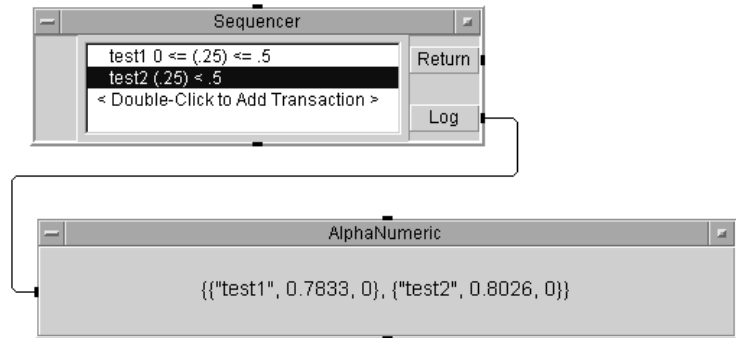 Sequencer
test1 0 <= (.25) <= .5
test2 (.25) < .5
< Double-Click to Add Transaction >
Return
Log
AlphaNumeric
{{"test1", 0.7833, 0}, {"test2", 0.8026, 0}}